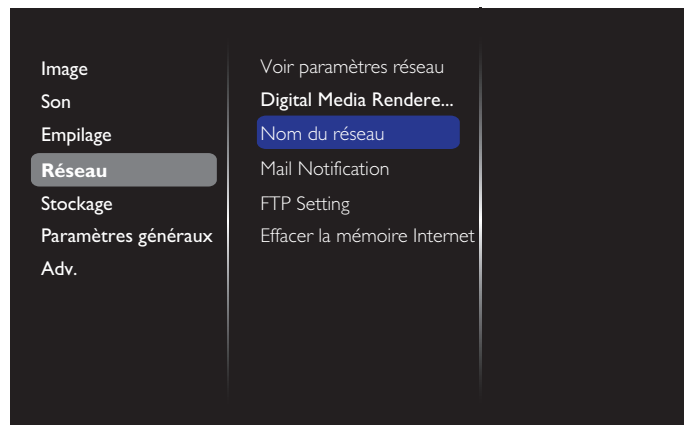 Image
Son
Empilage
Réseau
Stockage
Paramètres généraux
Adv.
Voir paramètres réseau
Digital Media Rendere...
Nom du réseau
Mail Notification
FTP Setting
Effacer la mémoire Internet